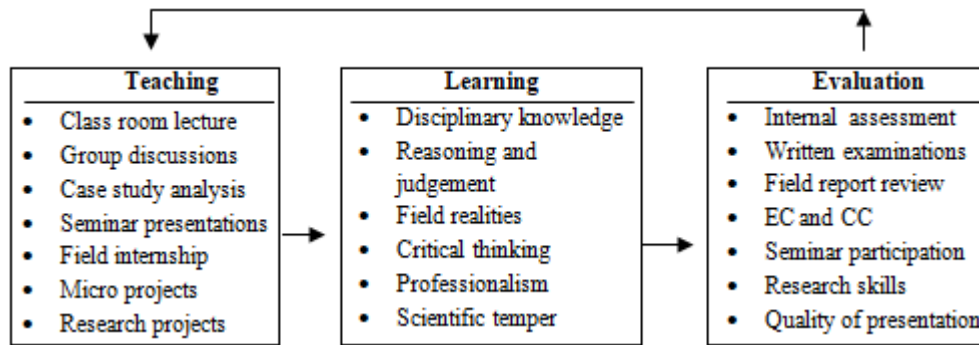 Teaching
• Class room lecture
• Group discussions
• Case study analysis
• Seminar presentations
• Field internship
• Micro projects
• Research projects
Learning
• Disciplinary knowledge
• Reasoning and
judgement
• Field realities
• Critical thinking
• Professionalism
• Scientific temper
Evaluation
• Internal assessment
• Written examinations
• Field report review
• EC and CC
• Seminar participation
• Research skills
• Quality of presentation